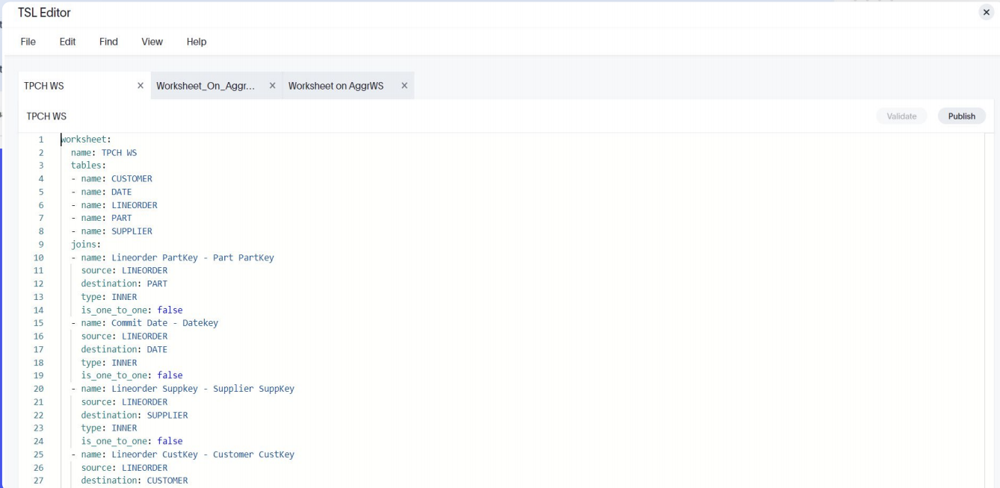 TSL Editor
File Edit Find View Help
TPCH WS Worksheet_On_Aggr... Worksheet on AggrWS
TPCH WS Validate Publish
1 worksheet:
2 name: TPCH WS
3 tables:
4 - name: CUSTOMER
5 - name: DATE
6 - name: LINEORDER
7 - name: PART
8 - name: SUPPLIER
9 joins:
10 - name: Lineorder PartKey - Part PartKey
11 source: LINEORDER
12 destination: PART
13 type: INNER
14 is_one_to_one: false
15 - name: Commit Date - Datekey
16 source: LINEORDER
17 destination: DATE
18 type: INNER
19 is_one_to_one: false
20 - name: Lineorder Suppkey - Supplier SuppKey
21 source: LINEORDER
22 destination: SUPPLIER
23 type: INNER
24 is_one_to_one: false
25 - name: Lineorder CustKey - Customer CustKey
26 source: LINEORDER
27 destination: CUSTOMER